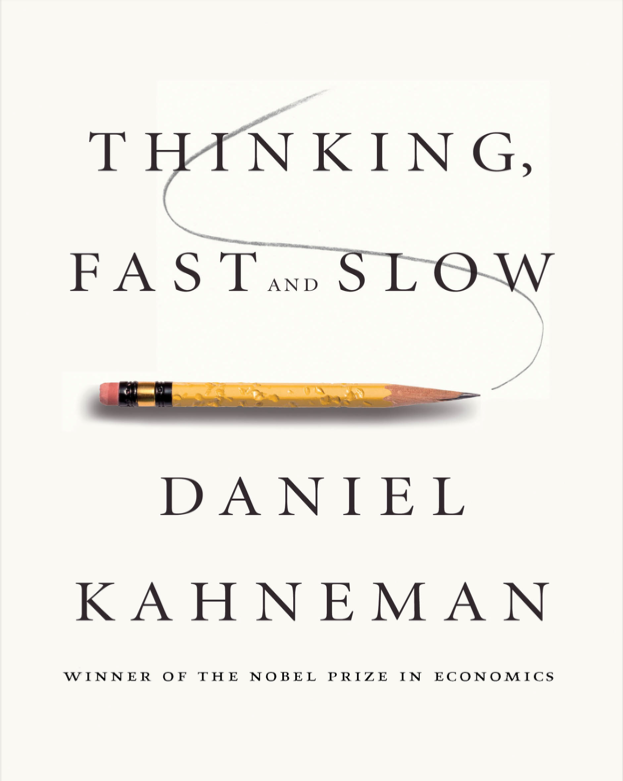 THINKING,
FAST AND SLOW
DANIEL
KAHNEMAN
WINNER OF THE NOBEL PRIZE IN ECONOMICS